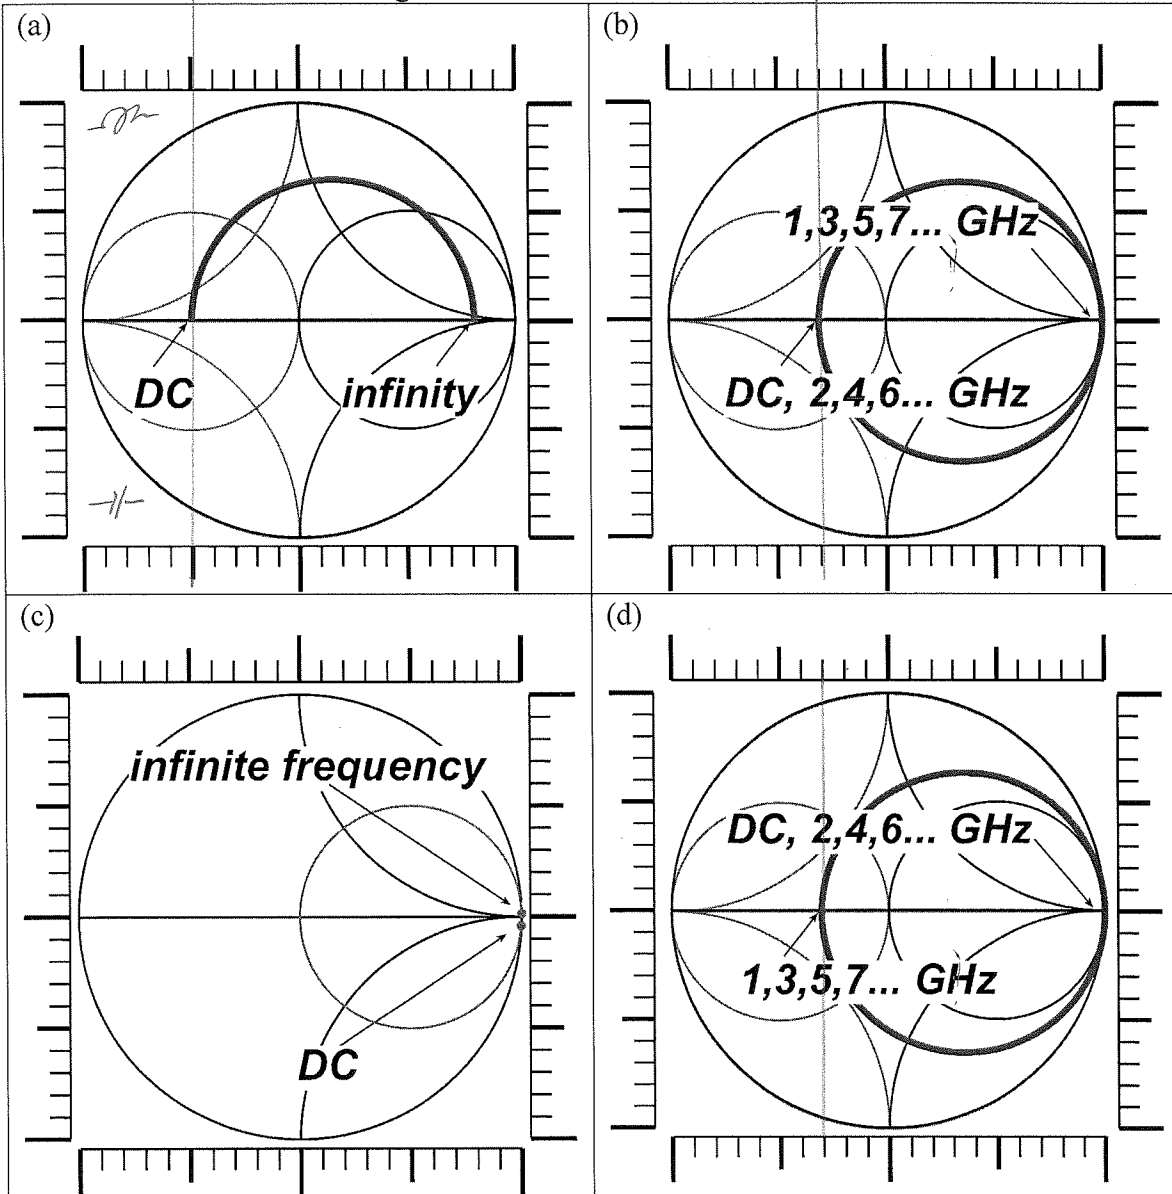 (a)
DC
infinity
(b)
1,3,5,7... GHz
DC, 2,4,6... GHz
(c)
infinite frequency
DC
(d)
DC, 2,4,6... GHz
1,3,5,7... GHz